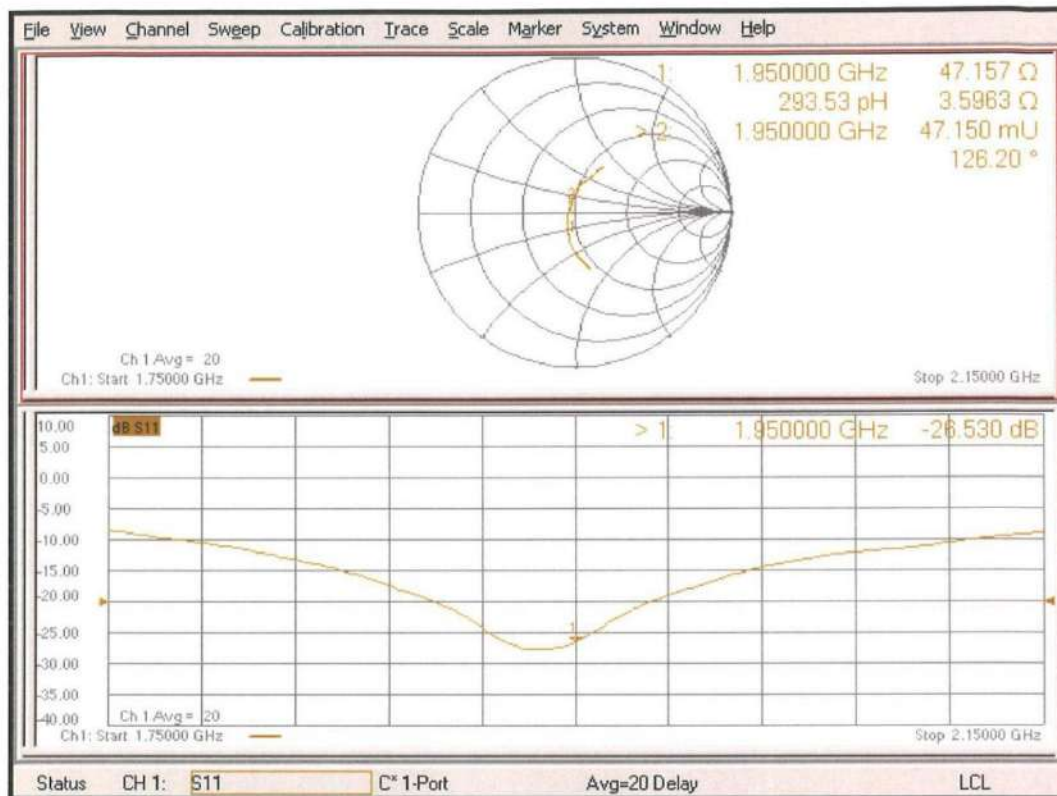 File View Channel Sweep Calibration Trace Scale Marker System Window Help
1: 1.950000 GHz 47.157 Ω
293.53 pH 3.5963 Ω
> 2: 1.950000 GHz 47.150 mU
126.20 °
Ch 1 Avg = 20
Ch1: Start 1.75000 GHz
Stop 2.15000 GHz
10.00
dB S11
> 1: 1.950000 GHz -26.530 dB
5.00
0.00
-5.00
-10.00
-15.00
-20.00
-25.00
1
-30.00
-35.00
-40.00
Ch 1 Avg = 20
Ch1: Start 1.75000 GHz
Stop 2.15000 GHz
Status CH 1: S11 C* 1-Port Avg=20 Delay LCL